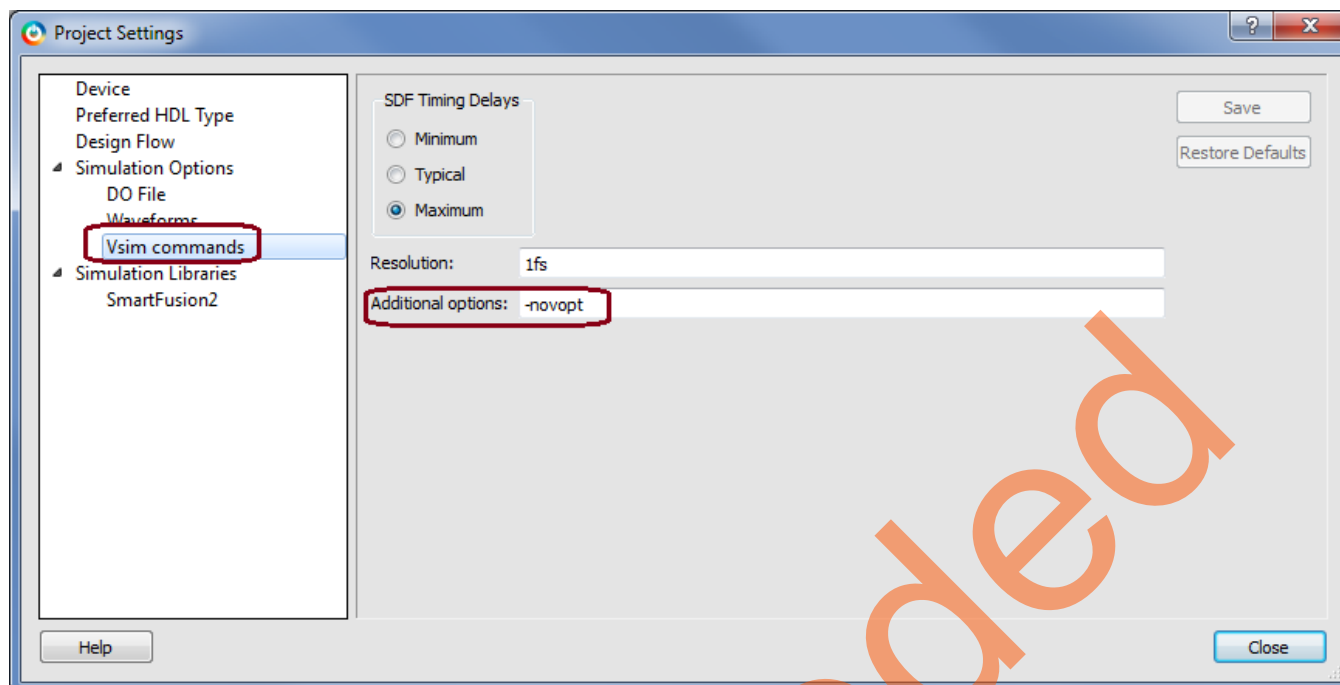 Project Settings
Device
Preferred HDL Type
Design Flow
Simulation Options
DO File
Waveforms
Vsim commands
Simulation Libraries
SmartFusion2
SDF Timing Delays
Minimum
Typical
Maximum
Resolution: 1fs
Additional options: -novopt
Save
Restore Defaults
Help
Close
ded